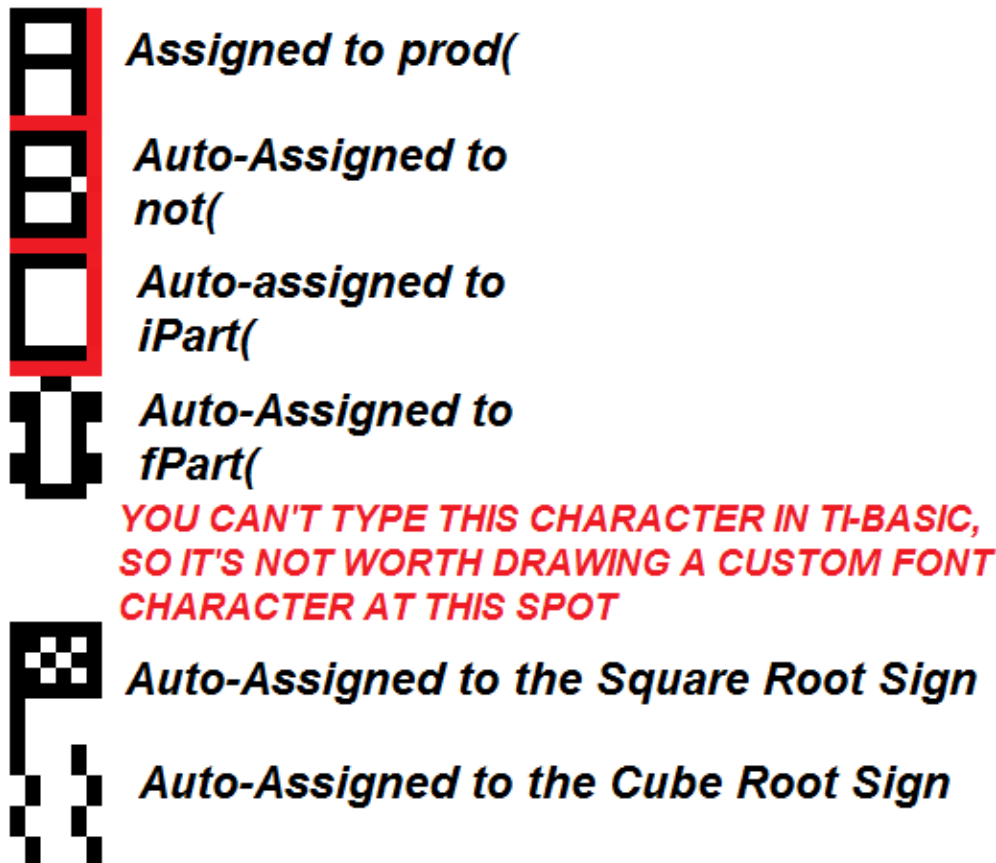 A Assigned to prod(
B Auto-Assigned to
not(
C Auto-assigned to
iPart(
Auto-Assigned to
fPart(
YOU CAN'T TYPE THIS CHARACTER IN TI-BASIC,
SO IT'S NOT WORTH DRAWING A CUSTOM FONT
CHARACTER AT THIS SPOT
Auto-Assigned to the Square Root Sign
Auto-Assigned to the Cube Root Sign